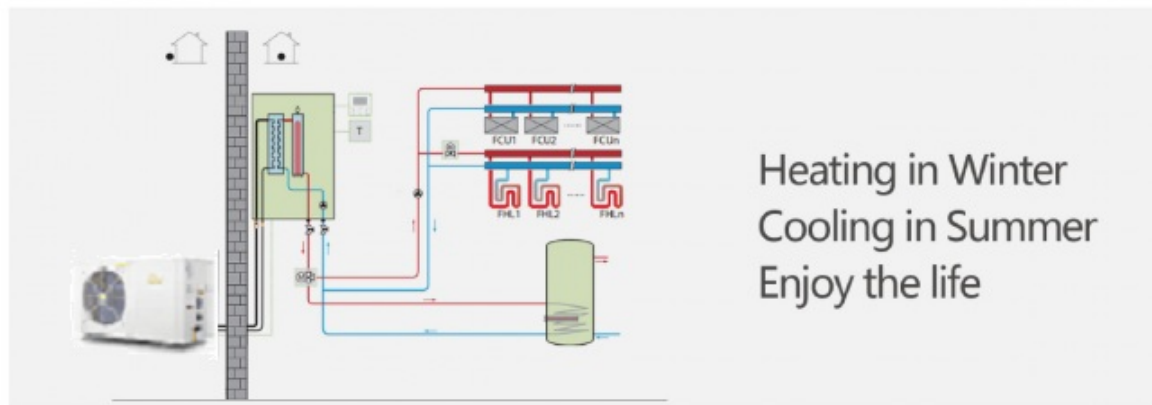 T
FCU1 FCU2 FCUn
FHL1 FHL2 FHLn
Heating in Winter
Cooling in Summer
Enjoy the life